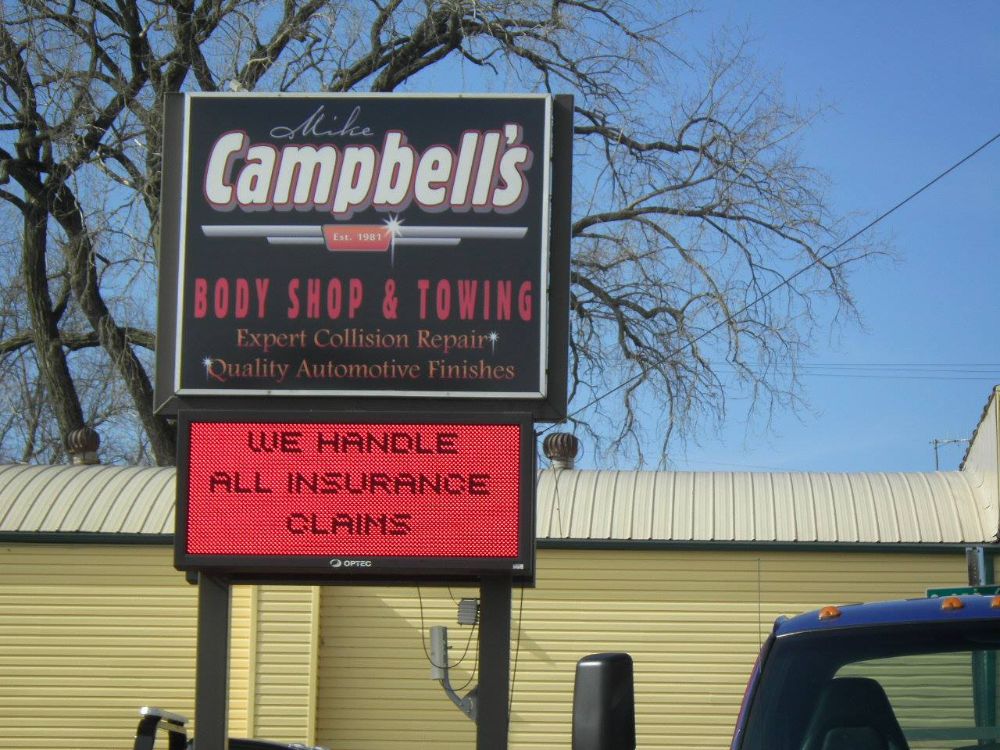 Mike
Campbell's
Est. 1981
BODY SHOP & TOWING
Expert Collision Repair
Quality Automotive Finishes
WE HANDLE
ALL INSURANCE
CLAIMS
OPTEC